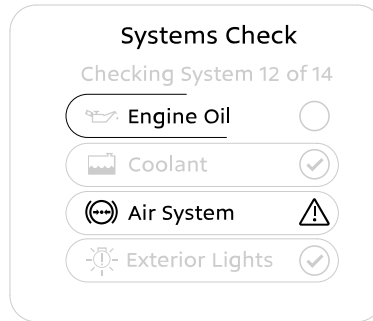 Systems Check
Checking System 12 of 14
Engine Oil
Coolant
Air System
Exterior Lights